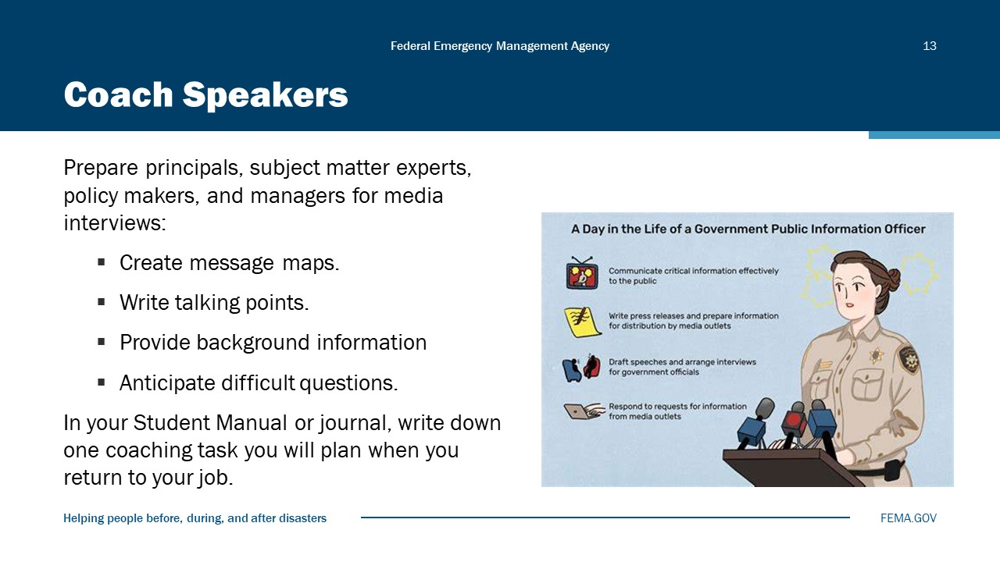 Federal Emergency Management Agency
13
Coach Speakers
Prepare principals, subject matter experts,
policy makers, and managers for media
interviews:
▪ Create message maps.
▪ Write talking points.
▪ Provide background information
▪ Anticipate difficult questions.
In your Student Manual or journal, write down
one coaching task you will plan when you
return to your job.
A Day in the Life of a Government Public Information Officer
Communicate critical information effectively
to the public
Write press releases and prepare information
for distribution by media outlets
Draft speeches and arrange interviews
for government officials
Respond to requests for information
from media outlets
Helping people before, during, and after disasters
FEMA.GOV